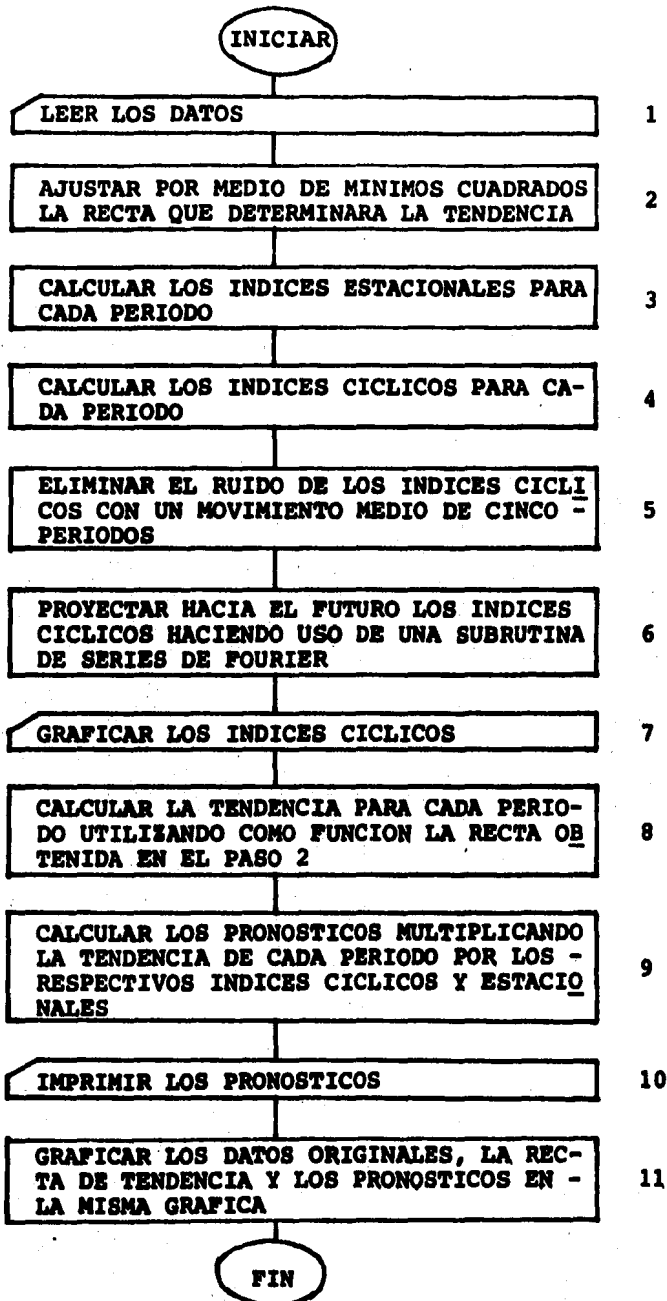 INICIAR
LEER LOS DATOS 1
AJUSTAR POR MEDIO DE MINIMOS CUADRADOS
LA RECTA QUE DETERMINARA LA TENDENCIA 2
CALCULAR LOS INDICES ESTACIONALES PARA
CADA PERIODO 3
CALCULAR LOS INDICES CICLICOS PARA CA-
DA PERIODO 4
ELIMINAR EL RUIDO DE LOS INDICES CICLI
COS CON UN MOVIMIENTO MEDIO DE CINCO - 5
PERIODOS
PROYECTAR HACIA EL FUTURO LOS INDICES
CICLICOS HACIENDO USO DE UNA SUBRUTINA 6
DE SERIES DE FOURIER
GRAFICAR LOS INDICES CICLICOS 7
CALCULAR LA TENDENCIA PARA CADA PERIO-
DO UTILIZANDO COMO FUNCION LA RECTA OB 8
TENIDA EN EL PASO 2
CALCULAR LOS PRONOSTICOS MULTIPLICANDO
LA TENDENCIA DE CADA PERIODO POR LOS - 9
RESPECTIVOS INDICES CICLICOS Y ESTACIO
NALES
IMPRIMIR LOS PRONOSTICOS 10
GRAFICAR LOS DATOS ORIGINALES, LA REC-
TA DE TENDENCIA Y LOS PRONOSTICOS EN - 11
LA MISMA GRAFICA
FIN